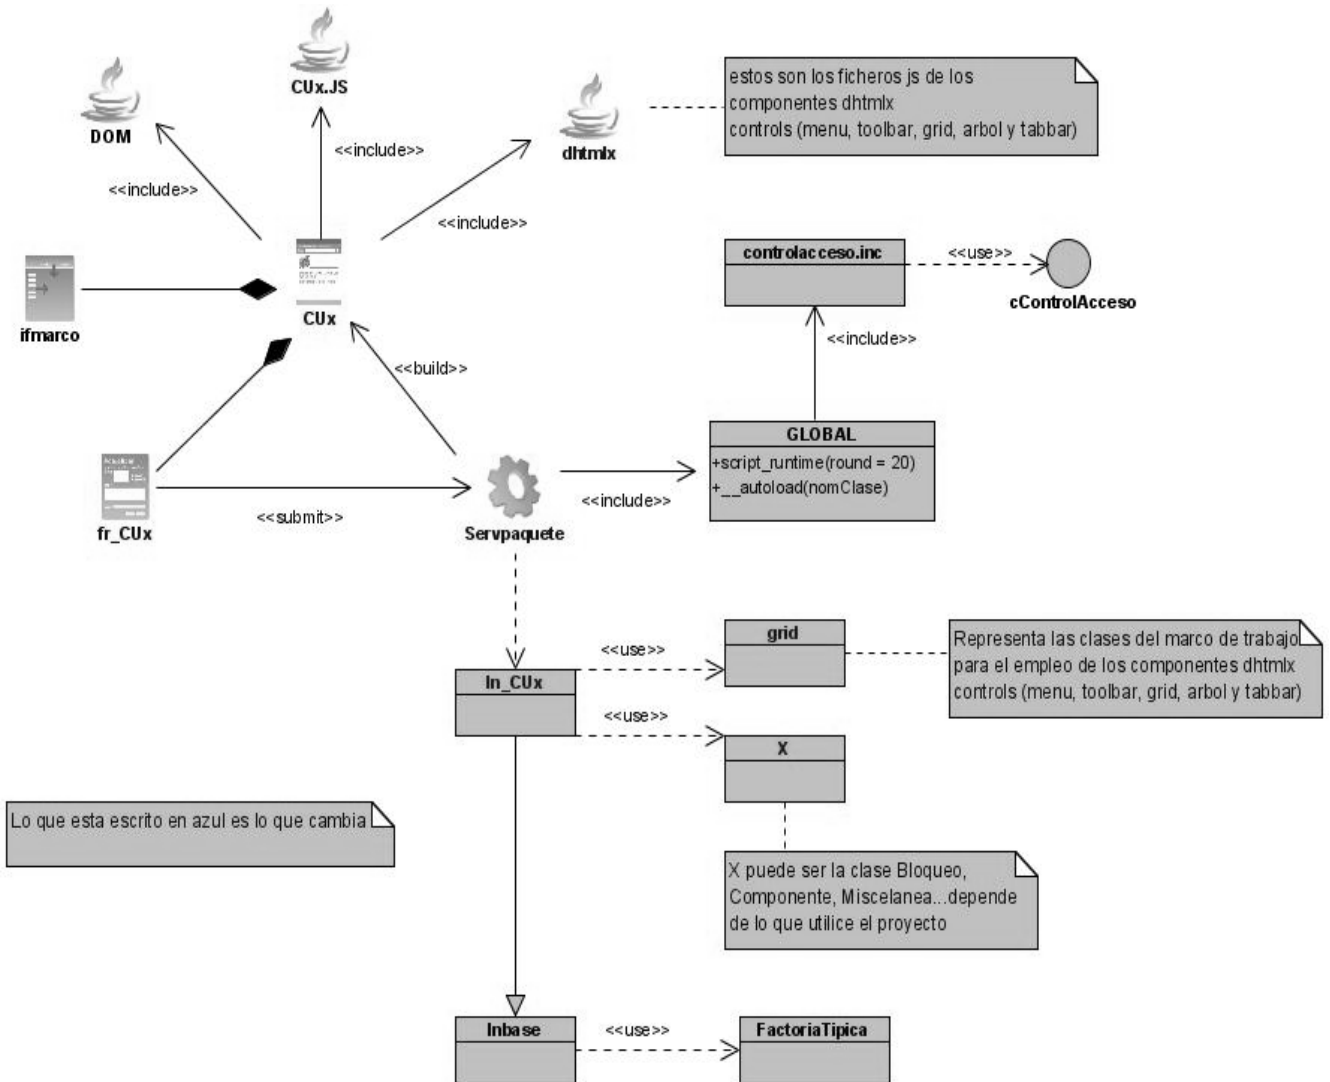 CUx.JS
DOM
dhtmlx
estos son los ficheros js de los
componentes dhtmlx
controls (menu, toolbar, grid, arbol y tabbar)
<<include>>
<<include>>
<<include>>
controlacceso.inc
<<use>>
cControlAcceso
ifmarco
CUx
<<include>>
<<build>>
GLOBAL
+script_runtime(round = 20)
+__autoload(nomClase)
<<include>>
<<submit>>
fr_CUx
Servpaquete
grid
<<use>>
Representa las clases del marco de trabajo
para el empleo de los componentes dhtmlx
controls (menu, toolbar, grid, arbol y tabbar)
In_CUx
<<use>>
X
Lo que esta escrito en azul es lo que cambia
X puede ser la clase Bloqueo,
Componente, Miscelanea...depende
de lo que utilice el proyecto
Inbase
<<use>>
FactoriaTipica